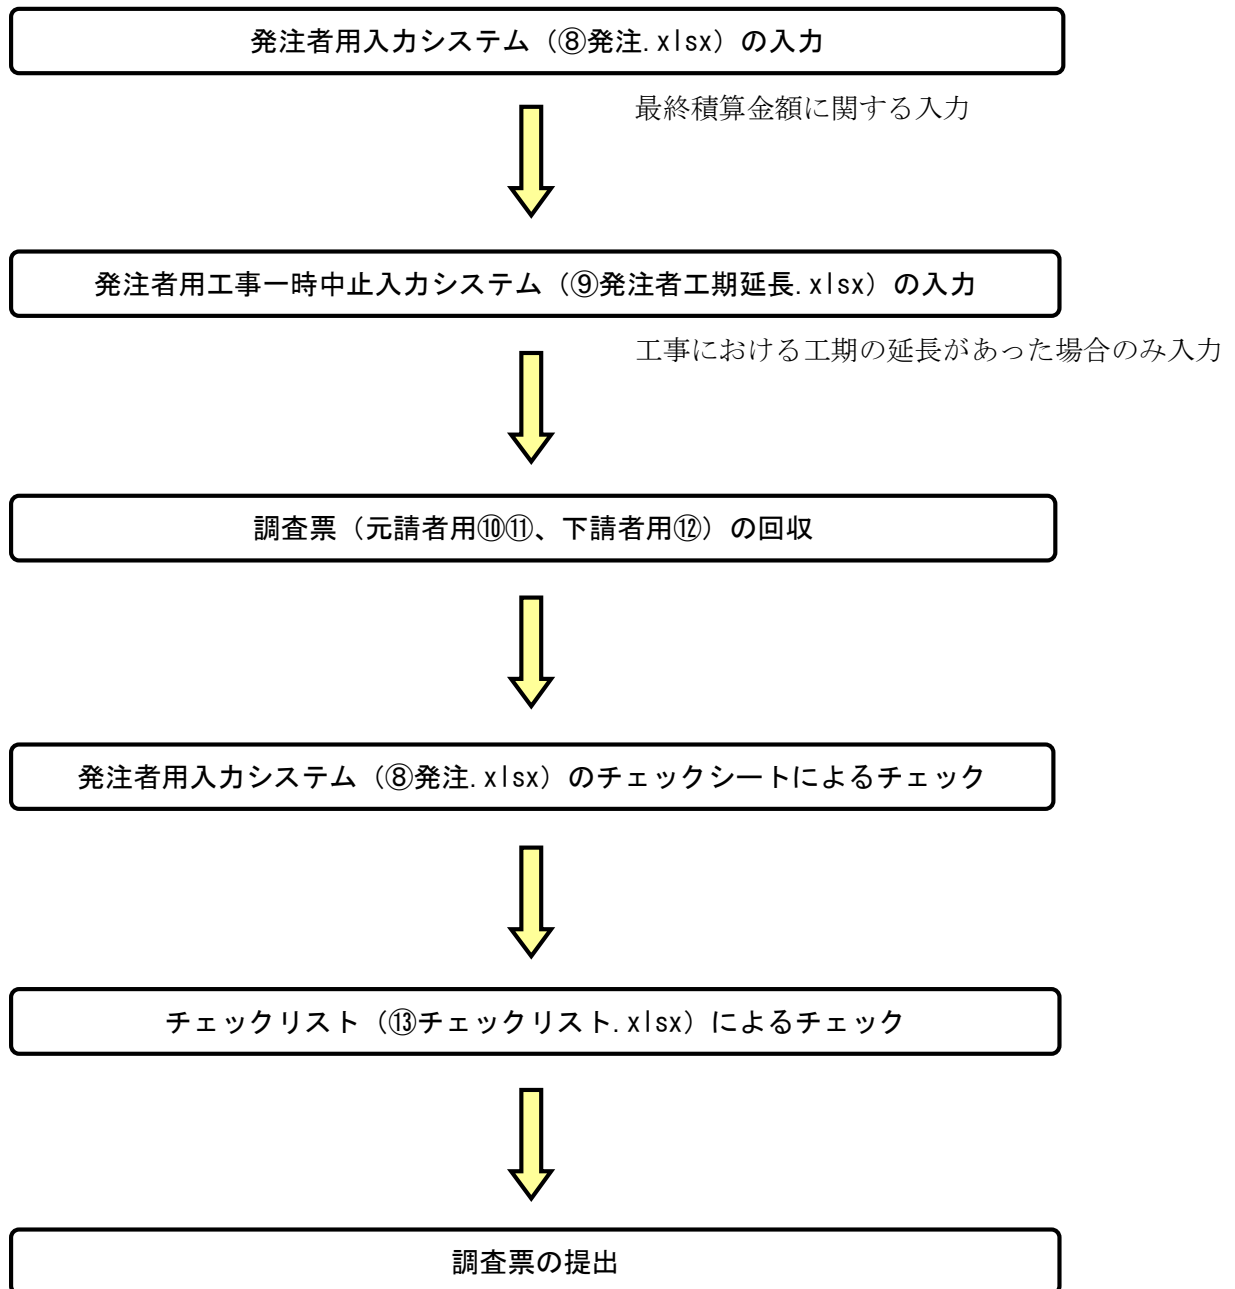 発注者用入力システム（⑧発注.xlsx）の入力
最終積算金額に関する入力
発注者用工事一時中止入力システム（⑨発注者工期延長.xlsx）の入力
工事における工期の延長があった場合のみ入力
調査票（元請者用⑩⑪、下請者用⑫）の回収
発注者用入力システム（⑧発注.xlsx）のチェックシートによるチェック
チェックリスト（⑬チェックリスト.xlsx）によるチェック
調査票の提出